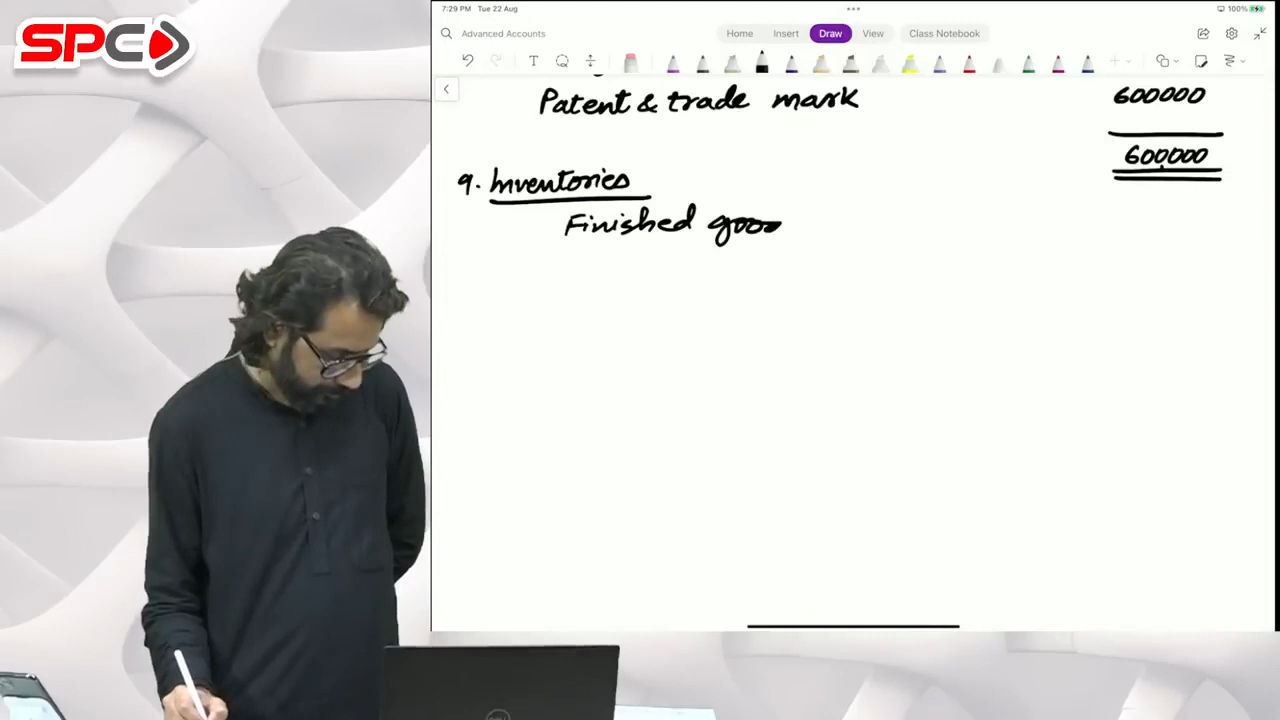 SPC
7:29 PM Tue 22 Aug
100%
Advanced Accounts
Home Insert Draw View Class Notebook
Patent & trade mark 600000
600000
9. Inventories
Finished goo
DELL